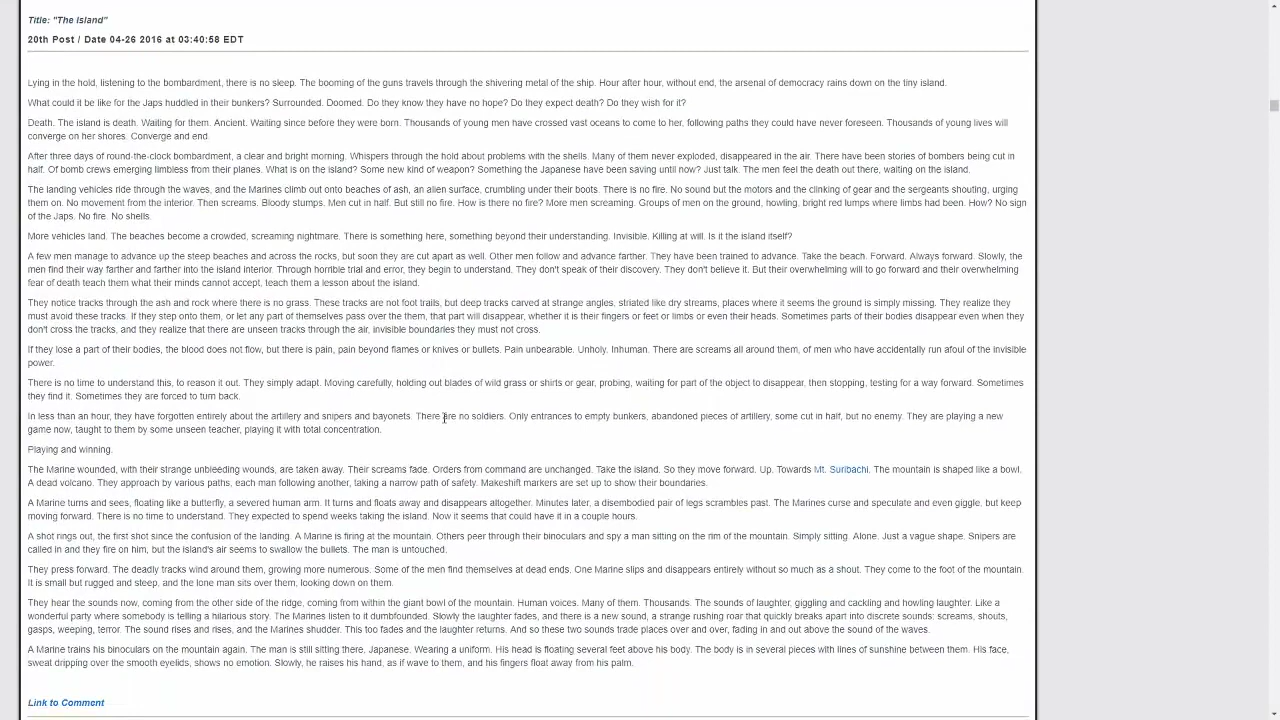 Title: "The Island"
20th Post / Date 04-26 2016 at 03:40:58 EDT
Lying in the hold, listening to the bombardment, there is no sleep. The booming of the guns travels through the shivering metal of the ship. Hour after hour, without end, the arsenal of democracy rains down on the tiny island.
What could it be like for the Japs huddled in their bunkers? Surrounded. Doomed. Do they know they have no hope? Do they expect death? Do they wish for it?
Death. The island is death. Waiting for them. Ancient. Waiting since before they were born. Thousands of young men have crossed vast oceans to come to her, following paths they could have never foreseen. Thousands of young lives will
converge on her shores. Converge and end.
After three days of round-the-clock bombardment, a clear and bright morning. Whispers through the hold about problems with the shells. Many of them never exploded, disappeared in the air. There have been stories of bombers being cut in
half. Of bomb crews emerging limbless from their planes. What is on the island? Some new kind of weapon? Something the Japanese have been saving until now? Just talk. The men feel the death out there, waiting on the island.
The landing vehicles ride through the waves, and the Marines climb out onto beaches of ash, an alien surface, crumbling under their boots. There is no fire. No sound but the motors and the clinking of gear and the sergeants shouting, urging
them on. No movement from the interior. Then screams. Bloody stumps. Men cut in half. But still no fire. How is there no fire? More men screaming. Groups of men on the ground, howling, bright red lumps where limbs had been. How? No sign
of the Japs. No fire. No shells.
More vehicles land. The beaches become a crowded, screaming nightmare. There is something here, something beyond their understanding. Invisible. Killing at will. Is it the island itself?
A few men manage to advance up the steep beaches and across the rocks, but soon they are cut apart as well. Other men follow and advance farther. They have been trained to advance. Take the beach. Forward. Always forward. Slowly, the
men find their way farther and farther into the island interior. Through horrible trial and error, they begin to understand. They don't speak of their discovery. They don't believe it. But their overwhelming will to go forward and their overwhelming
fear of death teach them what their minds cannot accept, teach them a lesson about the island.
They notice tracks through the ash and rock where there is no grass. These tracks are not foot trails, but deep tracks carved at strange angles, striated like dry streams, places where it seems the ground is simply missing. They realize they
must avoid these tracks. If they step onto them, or let any part of themselves pass over the them, that part will disappear, whether it is their fingers or feet or limbs or even their heads. Sometimes parts of their bodies disappear even when they
don't cross the tracks, and they realize that there are unseen tracks through the air, invisible boundaries they must not cross.
If they lose a part of their bodies, the blood does not flow, but there is pain, pain beyond flames or knives or bullets. Pain unbearable. Unholy. Inhuman. There are screams all around them, of men who have accidentally run afoul of the invisible
power.
There is no time to understand this, to reason it out. They simply adapt. Moving carefully, holding out blades of wild grass or shirts or gear, probing, waiting for part of the object to disappear, then stopping, testing for a way forward. Sometimes
they find it. Sometimes they are forced to turn back.
In less than an hour, they have forgotten entirely about the artillery and snipers and bayonets. There are no soldiers. Only entrances to empty bunkers, abandoned pieces of artillery, some cut in half, but no enemy. They are playing a new
game now, taught to them by some unseen teacher, playing it with total concentration.
Playing and winning.
The Marine wounded, with their strange unbleeding wounds, are taken away. Their screams fade. Orders from command are unchanged. Take the island. So they move forward. Up. Towards Mt. Suribachi. The mountain is shaped like a bowl.
A dead volcano. They approach by various paths, each man following another, taking a narrow path of safety. Makeshift markers are set up to show their boundaries.
A Marine turns and sees, floating like a butterfly, a severed human arm. It turns and floats away and disappears altogether. Minutes later, a disembodied pair of legs scrambles past. The Marines curse and speculate and even giggle, but keep
moving forward. There is no time to understand. They expected to spend weeks taking the island. Now it seems that could have it in a couple hours.
A shot rings out, the first shot since the confusion of the landing. A Marine is firing at the mountain. Others peer through their binoculars and spy a man sitting on the rim of the mountain. Simply sitting. Alone. Just a vague shape. Snipers are
called in and they fire on him, but the island's air seems to swallow the bullets. The man is untouched.
They press forward. The deadly tracks wind around them, growing more numerous. Some of the men find themselves at dead ends. One Marine slips and disappears entirely without so much as a shout. They come to the foot of the mountain.
It is small but rugged and steep, and the lone man sits over them, looking down on them.
They hear the sounds now, coming from the other side of the ridge, coming from within the giant bowl of the mountain. Human voices. Many of them. Thousands. The sounds of laughter, giggling and cackling and howling laughter. Like a
wonderful party where somebody is telling a hilarious story. The Marines listen to it dumbfounded. Slowly the laughter fades, and there is a new sound, a strange rushing roar that quickly breaks apart into discrete sounds: screams, shouts,
gasps, weeping, terror. The sound rises and rises, and the Marines shudder. This too fades and the laughter returns. And so these two sounds trade places over and over, fading in and out above the sound of the waves.
A Marine trains his binoculars on the mountain again. The man is still sitting there. Japanese. Wearing a uniform. His head is floating several feet above his body. The body is in several pieces with lines of sunshine between them. His face,
sweat dripping over the smooth eyelids, shows no emotion. Slowly, he raises his hand, as if wave to them, and his fingers float away from his palm.
Link to Comment